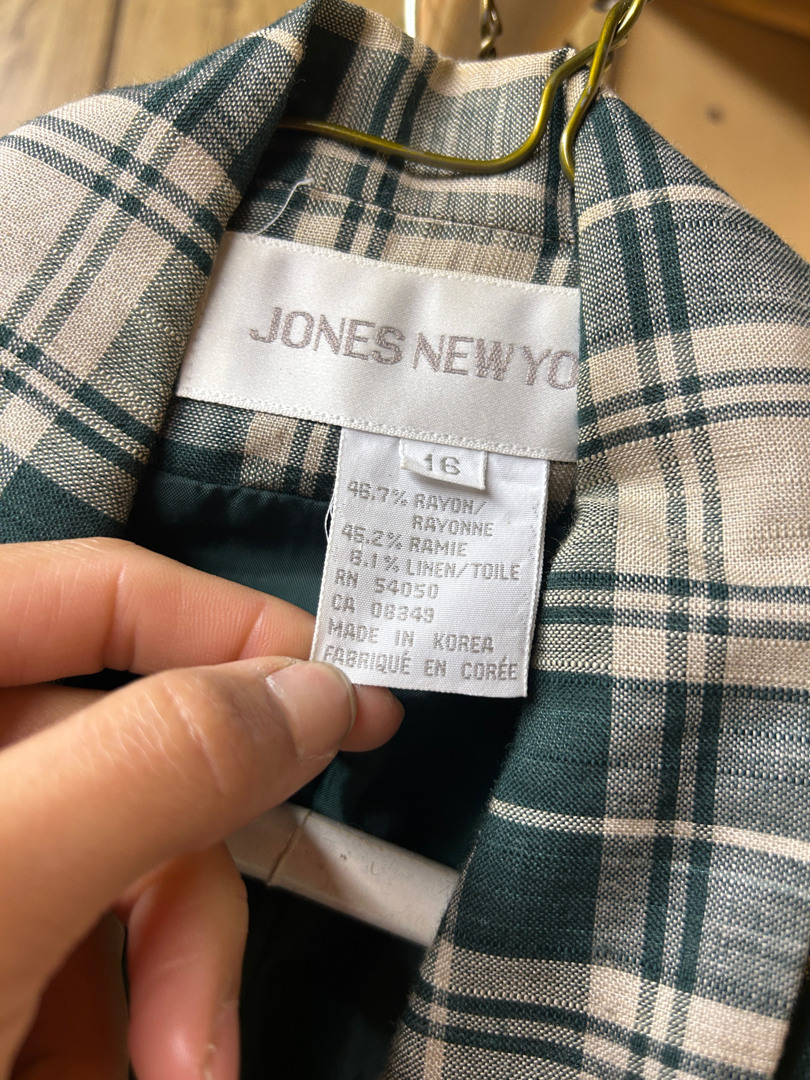 JONES NEW YO
16
46.7% RAYON/
RAYONNE
45.2% RAMIE
8.1% LINEN/TOILE
RN 54050
CA 08349
MADE IN KOREA
FABRIQUÉ EN CORÉE